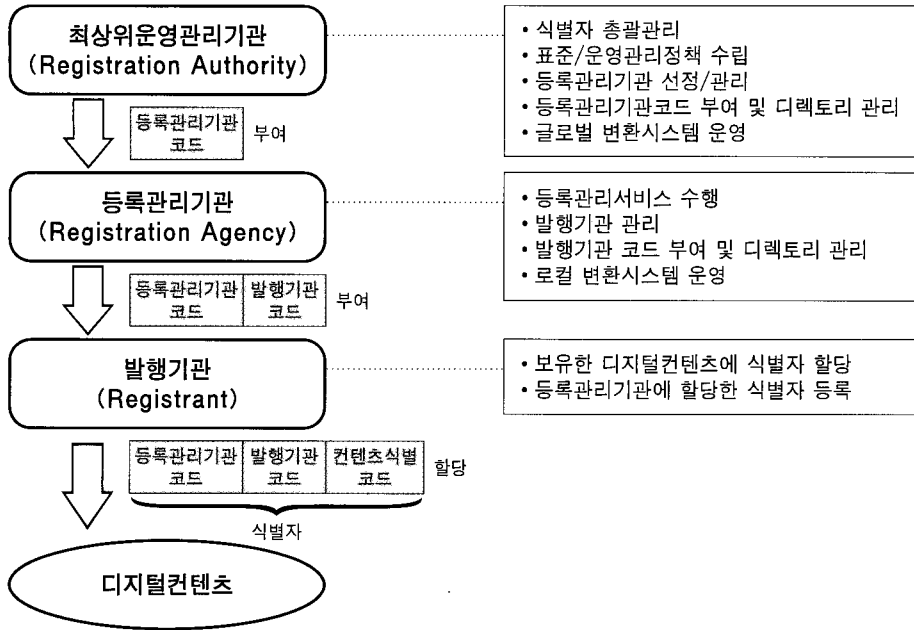 최상위운영관리기관
(Registration Authority)
• 식별자 총괄관리
• 표준/운영관리정책 수립
• 등록관리기관 선정/관리
• 등록관리기관코드 부여 및 디렉토리 관리
• 글로벌 변환시스템 운영
등록관리기관
코드
부여
등록관리기관
(Registration Agency)
• 등록관리서비스 수행
• 발행기관 관리
• 발행기관 코드 부여 및 디렉토리 관리
• 로컬 변환시스템 운영
등록관리기관
코드
발행기관
코드
부여
발행기관
(Registrant)
• 보유한 디지털컨텐츠에 식별자 할당
• 등록관리기관에 할당한 식별자 등록
등록관리기관
코드
발행기관
코드
컨텐츠식별
코드
할당
식별자
디지털컨텐츠